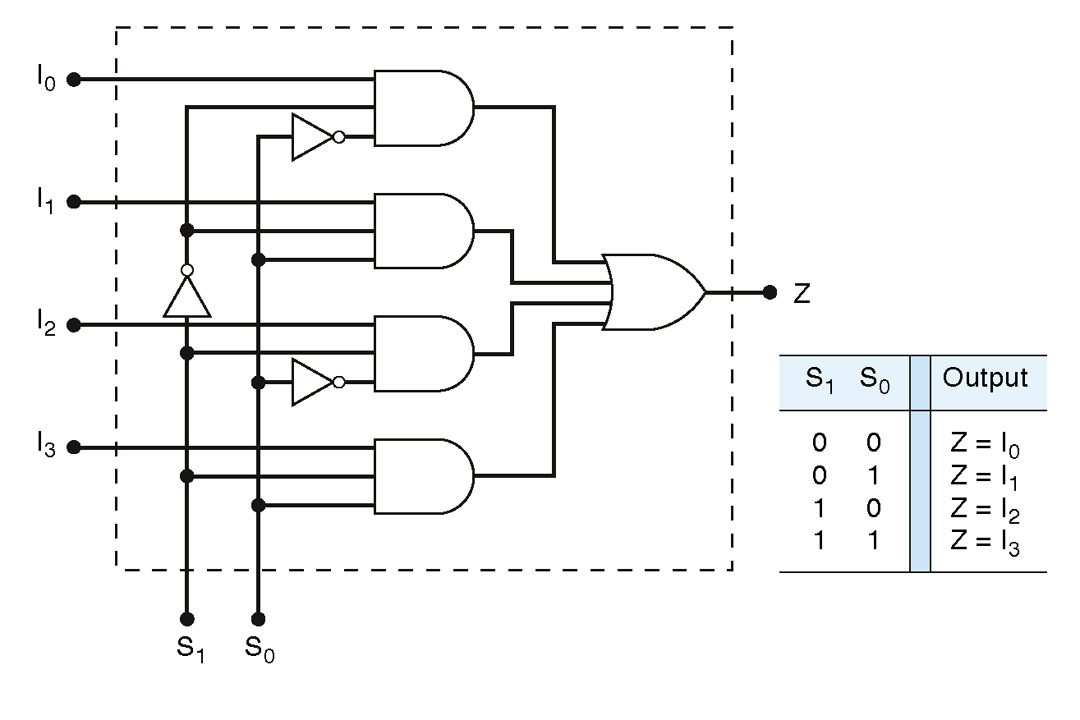 I₀
I₁
I₂
I₃
Z
S₁ S₀
S₁ S₀ Output
0 0 Z = I₀
0 1 Z = I₁
1 0 Z = I₂
1 1 Z = I₃